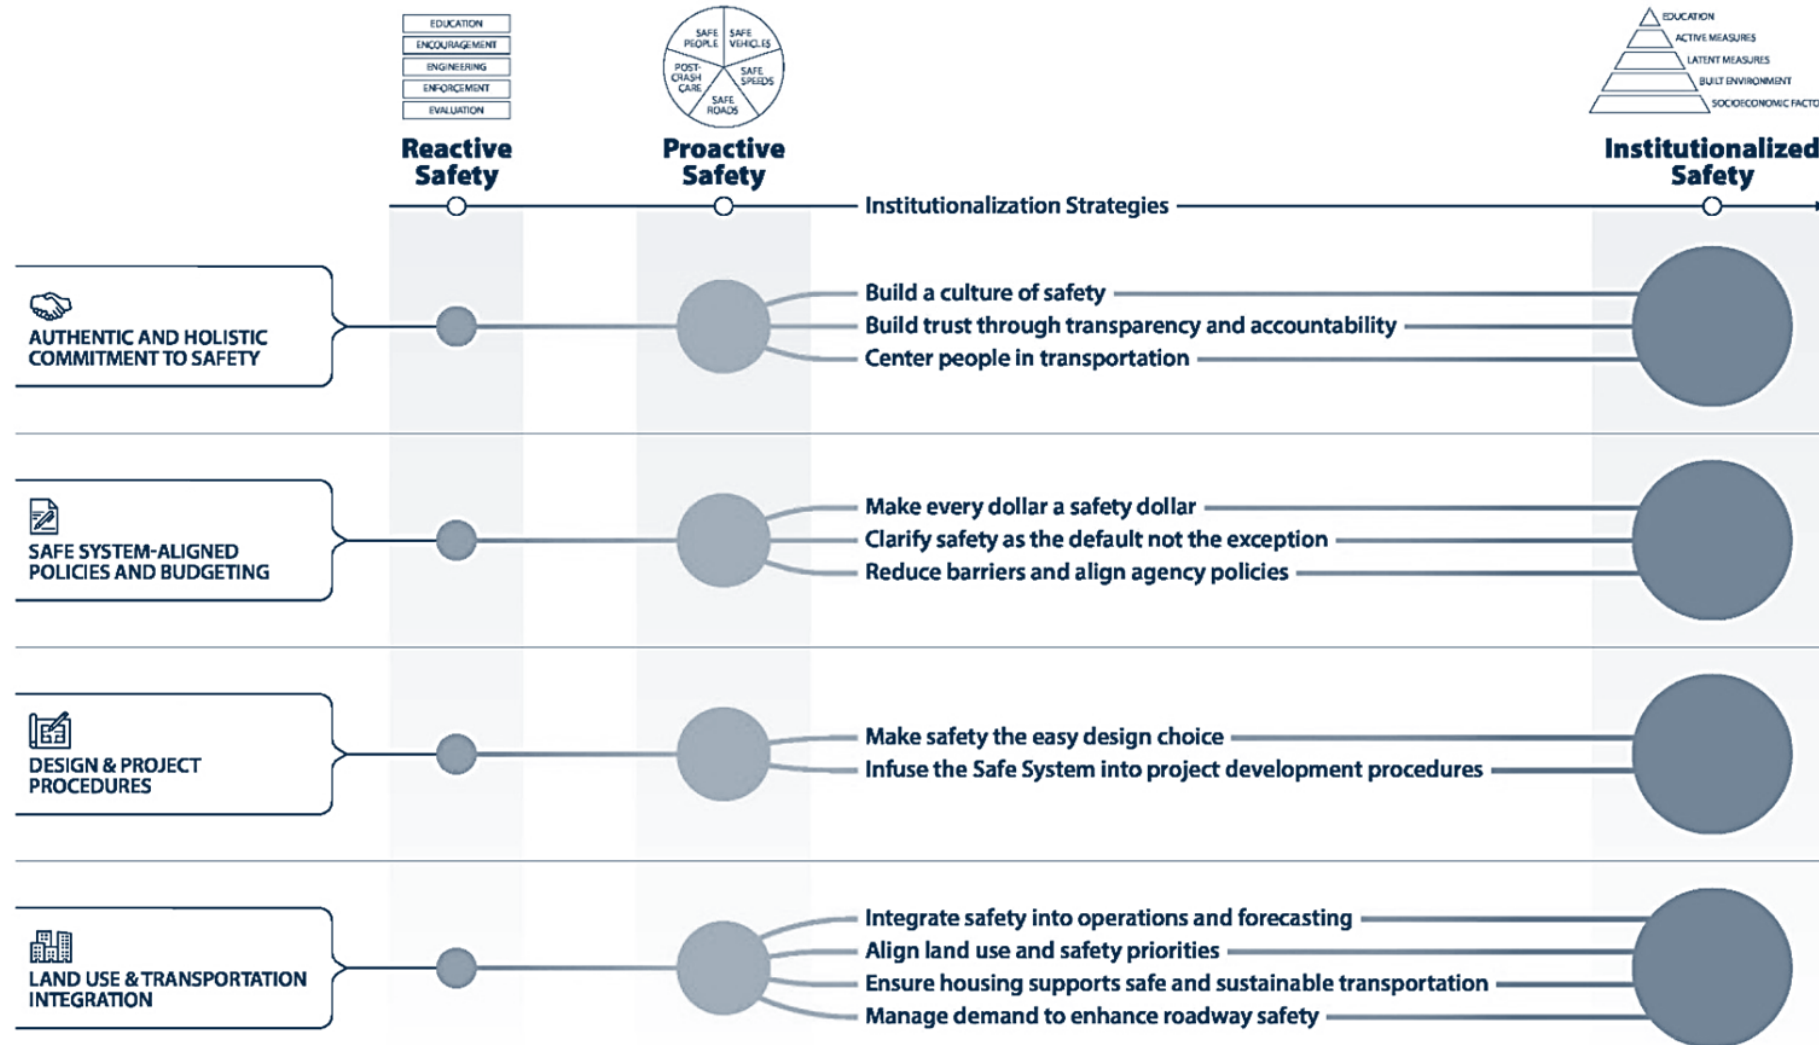 EDUCATION
ENCOURAGEMENT
ENGINEERING
ENFORCEMENT
EVALUATION
SAFE
PEOPLE
SAFE
VEHICLES
POST-
CRASH
CARE
SAFE
SPEEDS
SAFE
ROADS
EDUCATION
ACTIVE MEASURES
LATENT MEASURES
BUILT ENVIRONMENT
SOCIOECONOMIC FACTO
Reactive
Safety
Proactive
Safety
Institutionalized
Safety
Institutionalization Strategies
AUTHENTIC AND HOLISTIC
COMMITMENT TO SAFETY
Build a culture of safety
Build trust through transparency and accountability
Center people in transportation
SAFE SYSTEM-ALIGNED
POLICIES AND BUDGETING
Make every dollar a safety dollar
Clarify safety as the default not the exception
Reduce barriers and align agency policies
DESIGN & PROJECT
PROCEDURES
Make safety the easy design choice
Infuse the Safe System into project development procedures
LAND USE & TRANSPORTATION
INTEGRATION
Integrate safety into operations and forecasting
Align land use and safety priorities
Ensure housing supports safe and sustainable transportation
Manage demand to enhance roadway safety